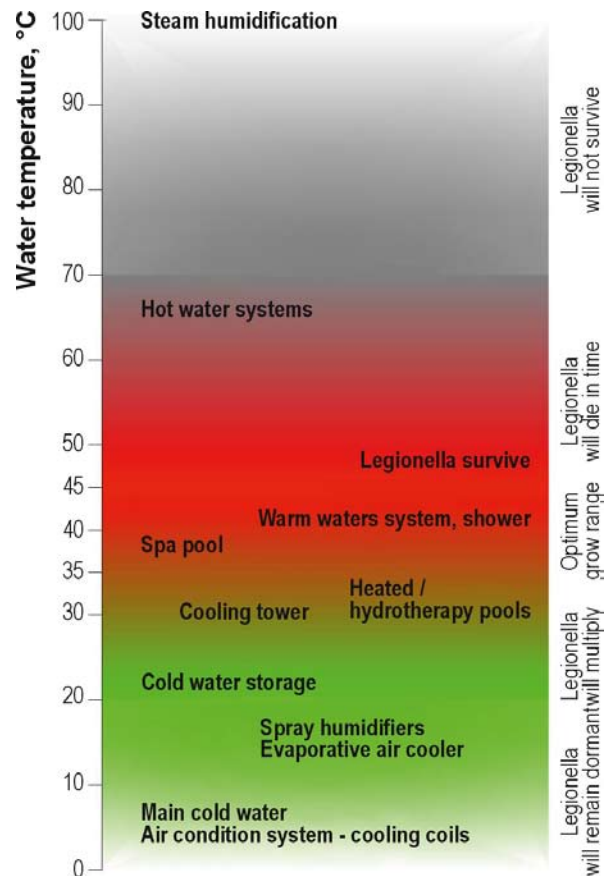 Water temperature, °C
100
90
80
70
60
50
45
40
35
30
20
10
0
Steam humidification
Hot water systems
Legionella survive
Warm waters system, shower
Spa pool
Heated /
hydrotherapy pools
Cooling tower
Cold water storage
Spray humidifiers
Evaporative air cooler
Main cold water
Air condition system - cooling coils
Legionella
will not survive
Legionella
will die in time
Optimum
grow range
Legionella
will multiply
Legionella
will remain dormant